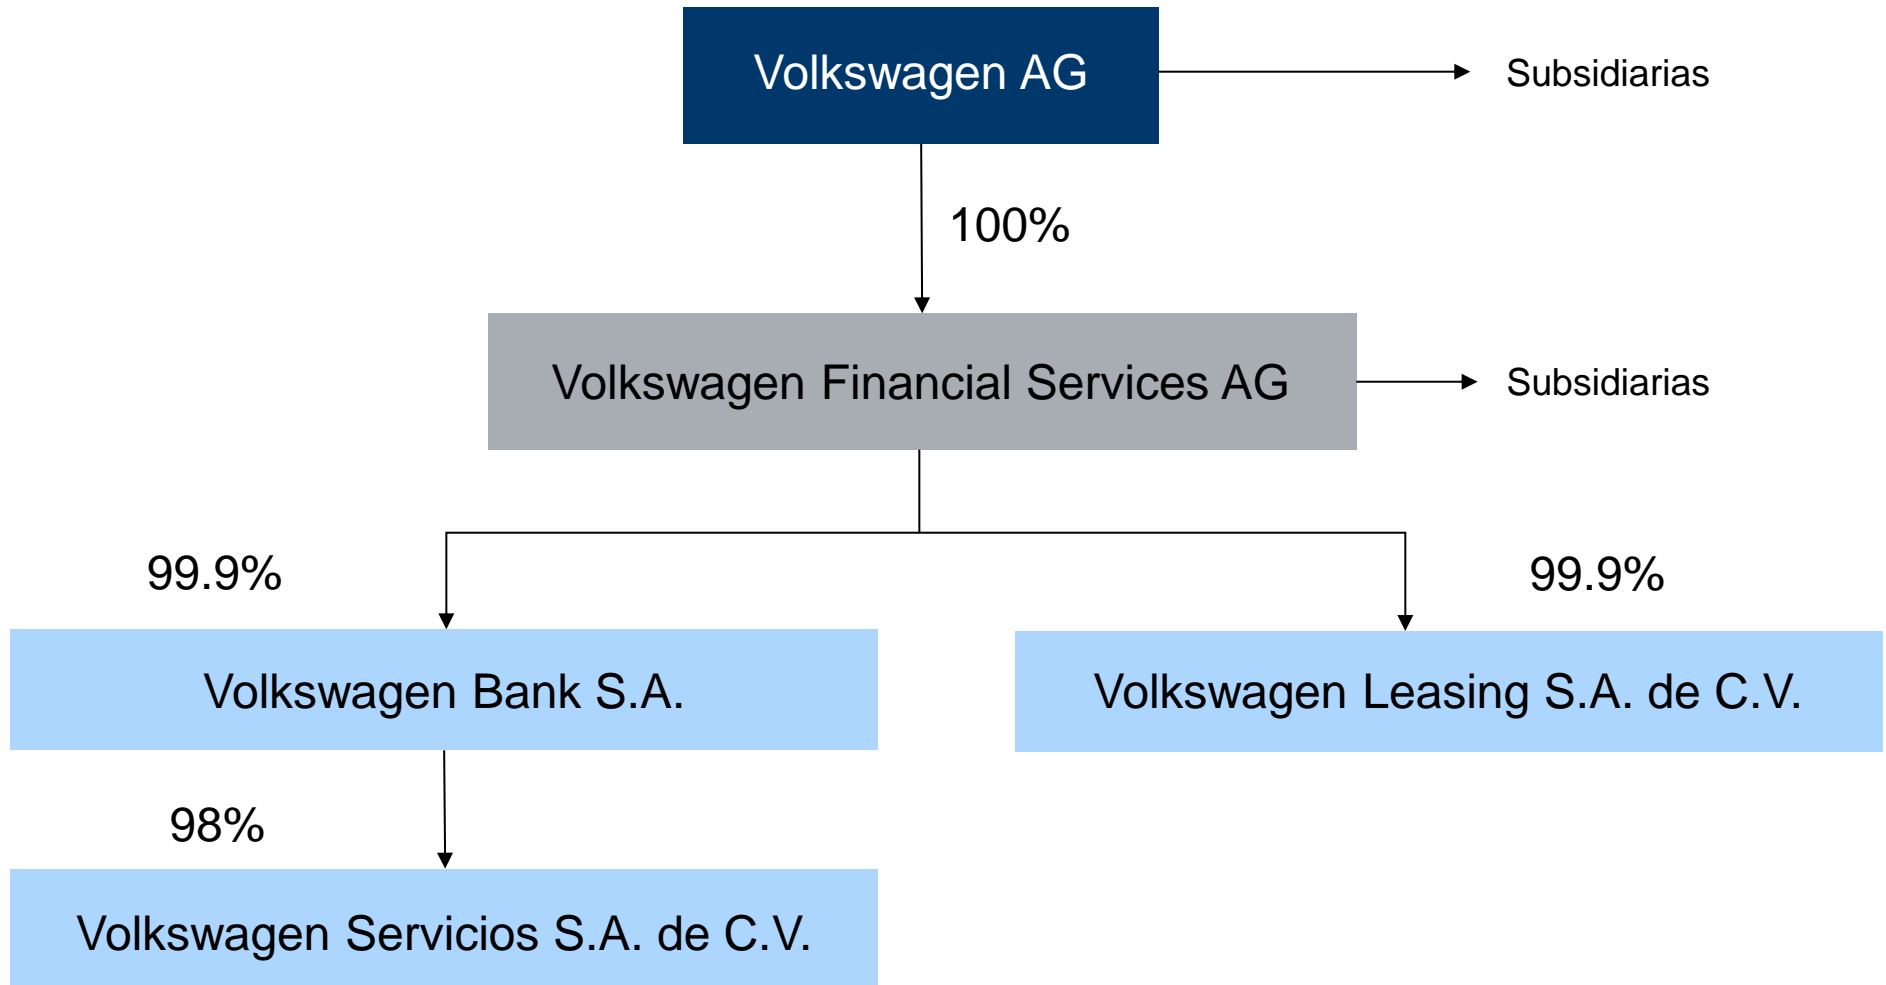 Volkswagen AG
Subsidiarias
100%
Volkswagen Financial Services AG
Subsidiarias
99.9%
99.9%
Volkswagen Bank S.A.
Volkswagen Leasing S.A. de C.V.
98%
Volkswagen Servicios S.A. de C.V.